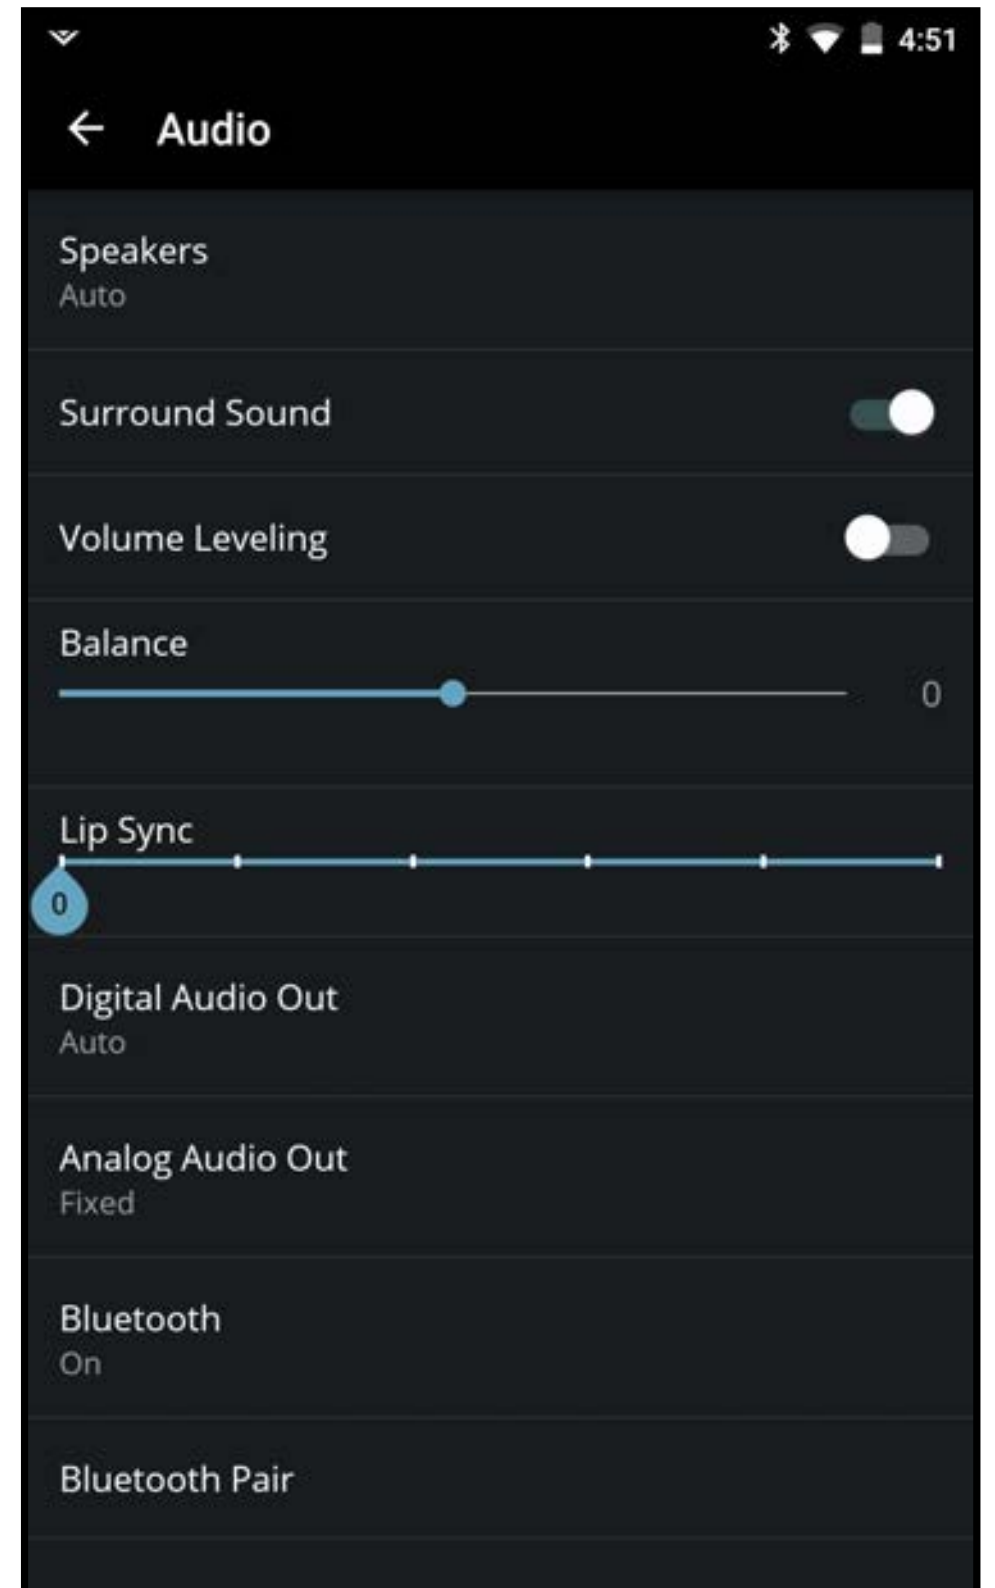 4:51
Audio
Speakers
Auto
Surround Sound
Volume Leveling
Balance
0
Lip Sync
0
Digital Audio Out
Auto
Analog Audio Out
Fixed
Bluetooth
On
Bluetooth Pair